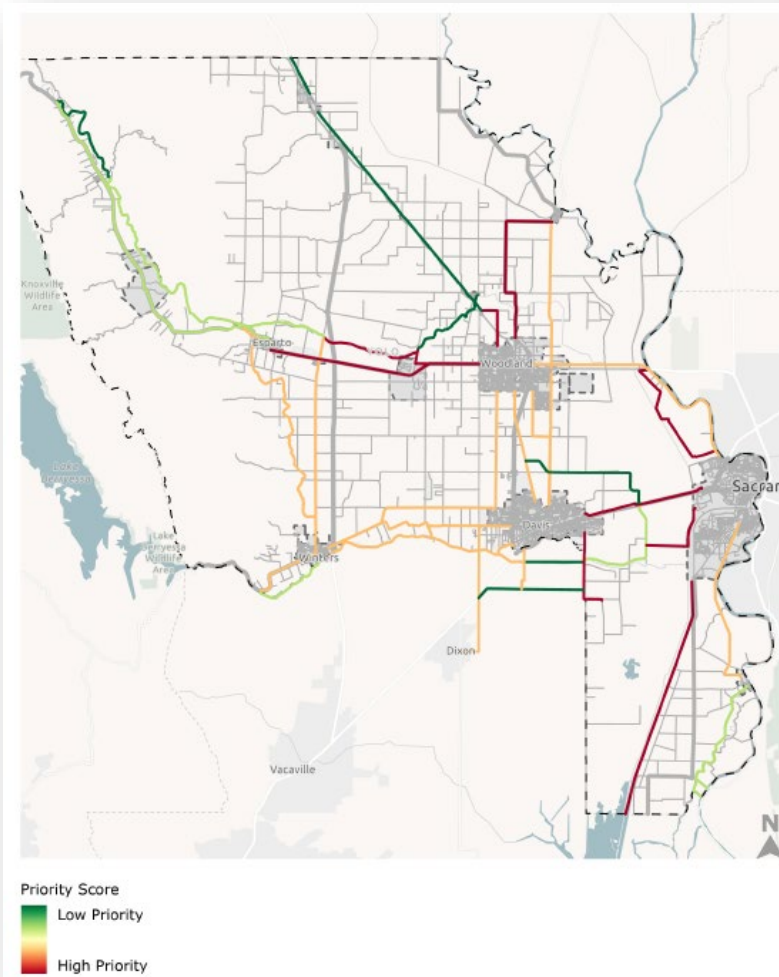 Knoxville
Wildlife
Area
Esparto
YOLO
Woodland
Lake
Berryessa
Sacran
Davis
Lake
Berryessa
Wildlife
Area
Winters
Dixon
Vacaville
N
Priority Score
Low Priority
High Priority